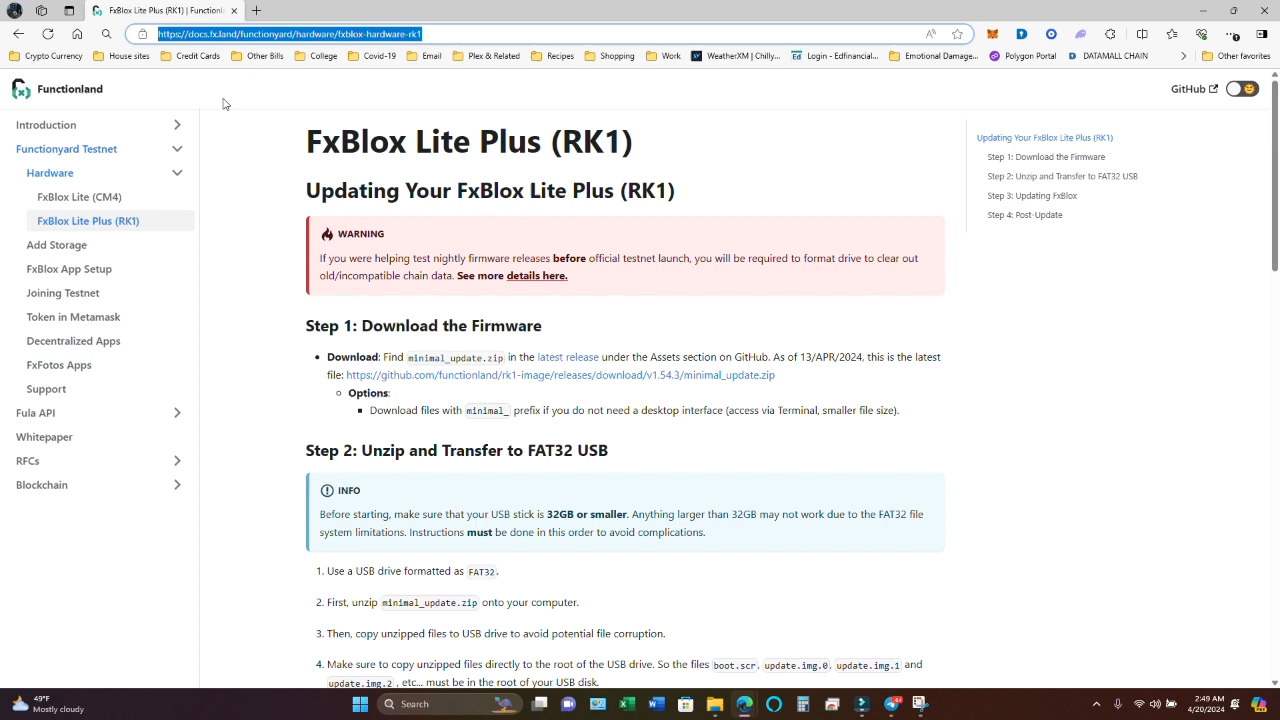 FxBlox Lite Plus (RK1) | Functionl
https://docs.fx.land/functionyard/hardware/fxblox-hardware-rk1
Crypto Currency
House sites
Credit Cards
Other Bills
College
Covid-19
Email
Plex & Related
Recipes
Shopping
Work
WeatherXM | Chilly...
Login - Edfinancial...
Emotional Damage...
Polygon Portal
DATAMALL CHAIN
Other favorites
Functionland
GitHub
Introduction
Functionyard Testnet
Hardware
FxBlox Lite (CM4)
FxBlox Lite Plus (RK1)
Add Storage
FxBlox App Setup
Joining Testnet
Token in Metamask
Decentralized Apps
FxFotos Apps
Support
Fula API
Whitepaper
RFCs
Blockchain
FxBlox Lite Plus (RK1)
Updating Your FxBlox Lite Plus (RK1)
WARNING
If you were helping test nightly firmware releases before official testnet launch, you will be required to format drive to clear out
old/incompatible chain data. See more details here.
Step 1: Download the Firmware
• Download: Find minimal_update.zip in the latest release under the Assets section on GitHub. As of 13/APR/2024, this is the latest
file: https://github.com/functionland/rk1-image/releases/download/v1.54.3/minimal_update.zip
Options:
Download files with minimal_ prefix if you do not need a desktop interface (access via Terminal, smaller file size).
Step 2: Unzip and Transfer to FAT32 USB
INFO
Before starting, make sure that your USB stick is 32GB or smaller. Anything larger than 32GB may not work due to the FAT32 file
system limitations. Instructions must be done in this order to avoid complications.
1. Use a USB drive formatted as FAT32.
2. First, unzip minimal_update.zip onto your computer.
3. Then, copy unzipped files to USB drive to avoid potential file corruption.
4. Make sure to copy unzipped files directly to the root of the USB drive. So the files boot.scr, update.img.0, update.img.1 and
update.img.2, etc... must be in the root of your USB disk.
Updating Your FxBlox Lite Plus (RK1)
Step 1: Download the Firmware
Step 2: Unzip and Transfer to FAT32 USB
Step 3: Updating FxBlox
Step 4: Post-Update
49°F
Mostly cloudy
Search
2:49 AM
4/20/2024